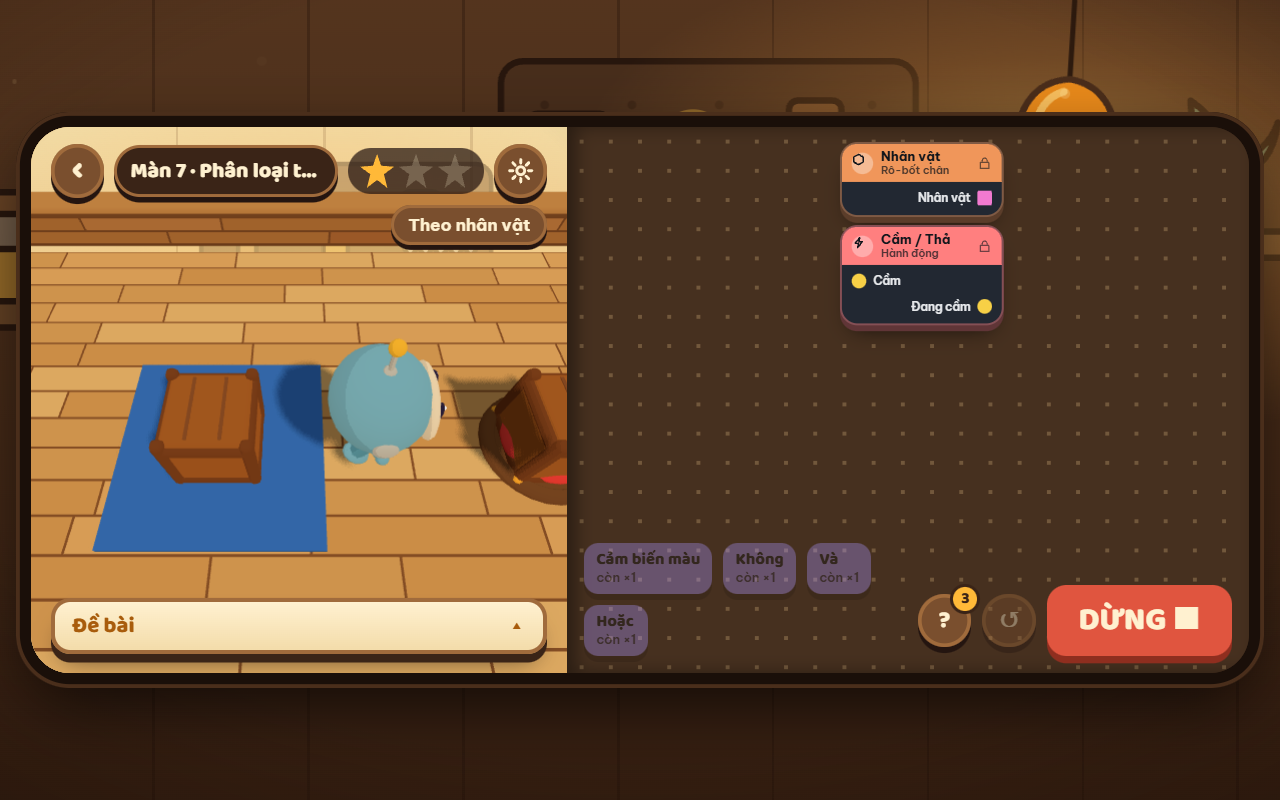 Màn 7 · Phân loại t...
Theo nhân vật
Nhân vật
Rô-bốt chân
Nhân vật
Cầm / Thả
Hành động
Cầm
Đang cầm
Cảm biến màu
còn ×1
Không
còn ×1
Và
còn ×1
Hoặc
còn ×1
Đề bài
?
3
DỪNG